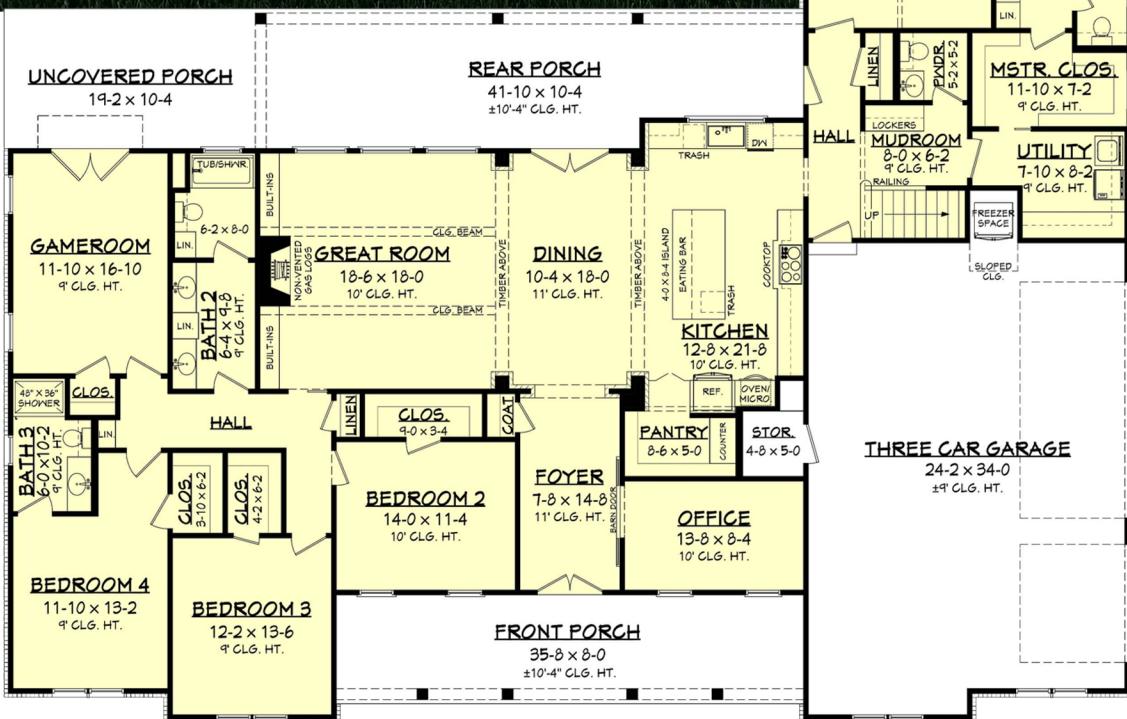 LIN.
UNCOVERED PORCH
19-2 x 10-4
REAR PORCH
41-10 x 10-4
±10'-4" CLG. HT.
LINEN
PWDR.
5-2 x 5-2
MSTR. CLOS.
11-10 x 7-2
9' CLG. HT.
HALL
LOCKERS
MUDROOM
8-0 x 6-2
9' CLG. HT.
RAILING
UP
UTILITY
7-10 x 8-2
9' CLG. HT.
FREEZER
SPACE
SLOPED
CLG.
TRASH
DW
TUB/SHWR.
6-2 x 8-0
LIN.
GAMEROOM
11-10 x 16-10
9' CLG. HT.
BUILT-INS
CLG. BEAM
NON-VENTED
GAS LOGS
GREAT ROOM
18-6 x 18-0
10' CLG. HT.
CLG. BEAM
BUILT-INS
TIMBER ABOVE
DINING
10-4 x 18-0
11' CLG. HT.
TIMBER ABOVE
4-0 X 8-4 ISLAND
EATING BAR
TRASH
COOKTOP
KITCHEN
12-8 x 21-8
10' CLG. HT.
LIN.
BATH 2
6-4 x 9-8
9' CLG. HT.
REF.
OVEN/
MICRO.
48" X 36"
SHOWER
CLOS.
LIN.
HALL
LINEN
CLOS.
9-0 x 3-4
COAT
PANTRY
8-6 x 5-0
COUNTER
STOR.
4-8 x 5-0
THREE CAR GARAGE
24-2 x 34-0
±9' CLG. HT.
BATH 3
6-0 x 10-2
9' CLG. HT.
CLOS.
3-10 x 6-2
CLOS.
4-2 x 6-2
BEDROOM 2
14-0 x 11-4
10' CLG. HT.
FOYER
7-8 x 14-8
11' CLG. HT.
BARN DOOR
OFFICE
13-8 x 8-4
10' CLG. HT.
BEDROOM 4
11-10 x 13-2
9' CLG. HT.
BEDROOM 3
12-2 x 13-6
9' CLG. HT.
FRONT PORCH
35-8 x 8-0
±10'-4" CLG. HT.